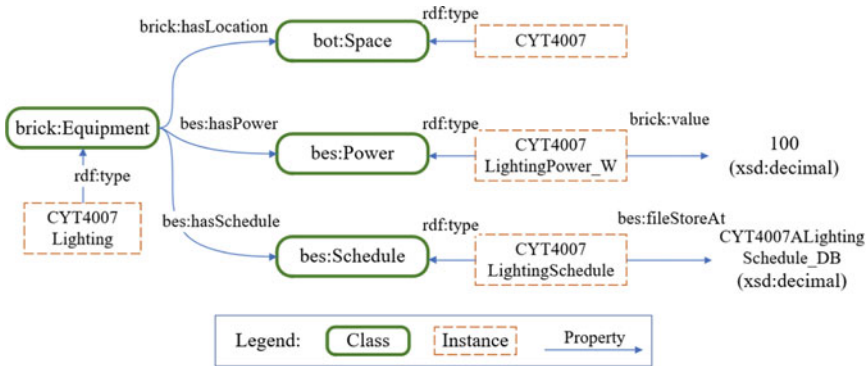 brick:hasLocation
bot:Space
rdf:type
CYT4007
brick:Equipment
bes:hasPower
bes:Power
rdf:type
CYT4007
LightingPower_W
brick:value
100
(xsd:decimal)
rdf:type
CYT4007
Lighting
bes:hasSchedule
bes:Schedule
rdf:type
CYT4007
LightingSchedule
bes:fileStoreAt
CYT4007ALighting
Schedule_DB
(xsd:decimal)
Legend:
Class
Instance
Property